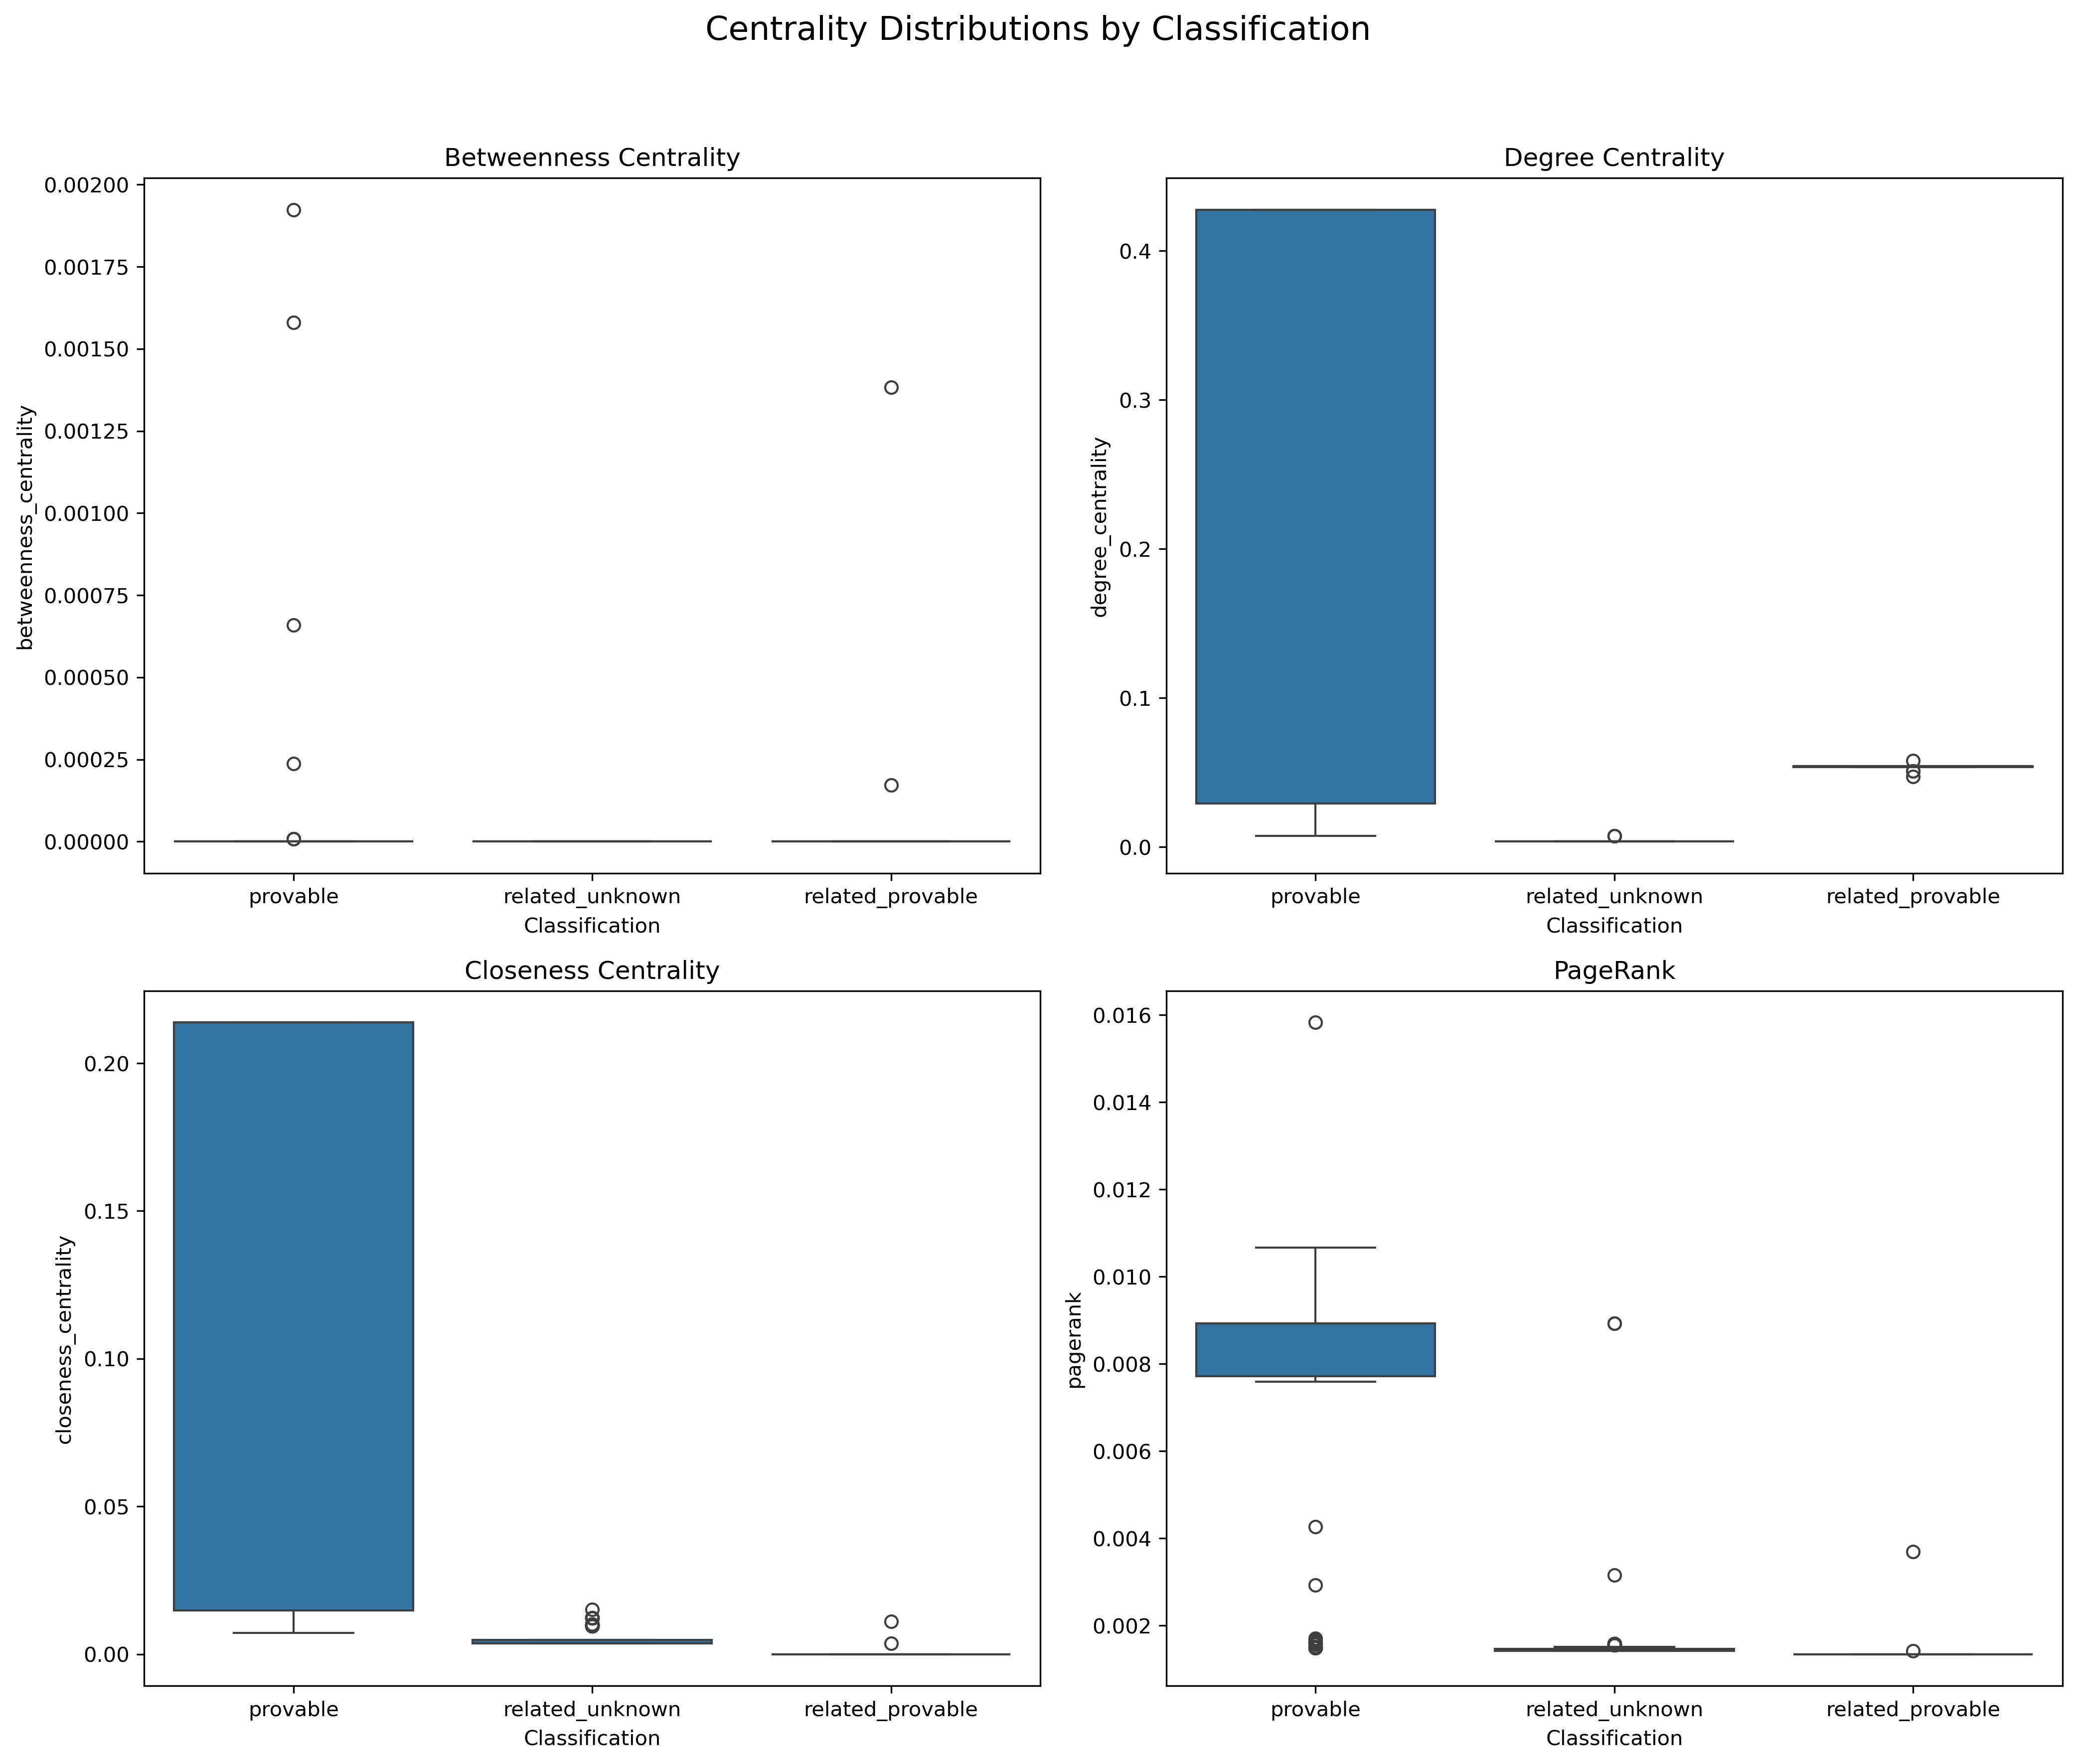 Centrality Distributions by Classification
Betweenness Centrality
0.00200
0.00175
0.00150
0.00125
0.00100
0.00075
0.00050
0.00025
0.00000
betweenness_centrality
provable related_unknown related_provable
Classification
Degree Centrality
0.4
0.3
0.2
0.1
0.0
degree_centrality
provable related_unknown related_provable
Classification
Closeness Centrality
0.20
0.15
0.10
0.05
0.00
closeness_centrality
provable related_unknown related_provable
Classification
PageRank
0.016
0.014
0.012
0.010
0.008
0.006
0.004
0.002
pagerank
provable related_unknown related_provable
Classification